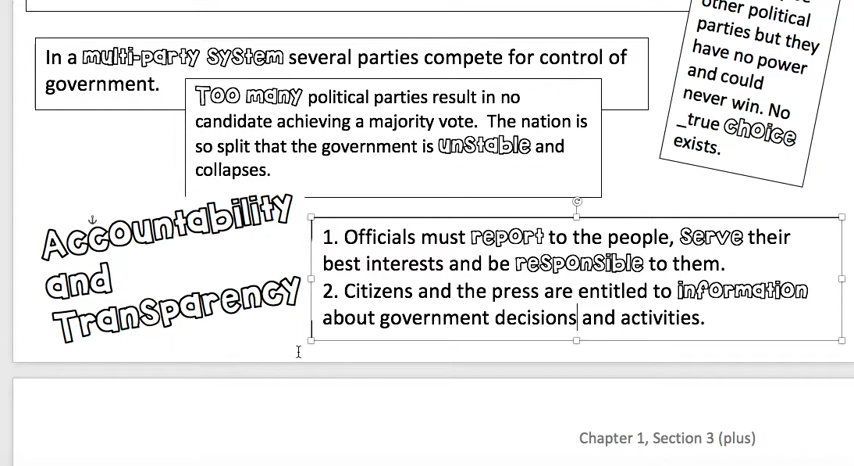 other political
parties but they
have no power
and could
never win. No
_true choice
exists.
In a multi-party system several parties compete for control of
government.
Too many political parties result in no
candidate achieving a majority vote. The nation is
so split that the government is unstable and
collapses.
Accountability
and
Transparency
1. Officials must report to the people, serve their
best interests and be responsible to them.
2. Citizens and the press are entitled to information
about government decisions and activities.
Chapter 1, Section 3 (plus)